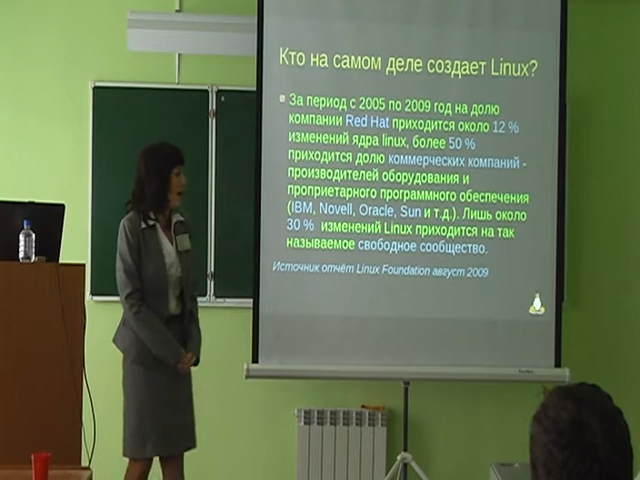 Кто на самом деле создает Linux?
За период с 2005 по 2009 год на долю
компании Red Hat приходится около 12 %
изменений ядра linux, более 50 %
приходится долю коммерческих компаний -
производителей оборудования и
проприетарного программного обеспечения
(IBM, Novell, Oracle, Sun и т.д.). Лишь около
30 % изменений Linux приходится на так
называемое свободное сообщество.
Источник отчёт Linux Foundation август 2009